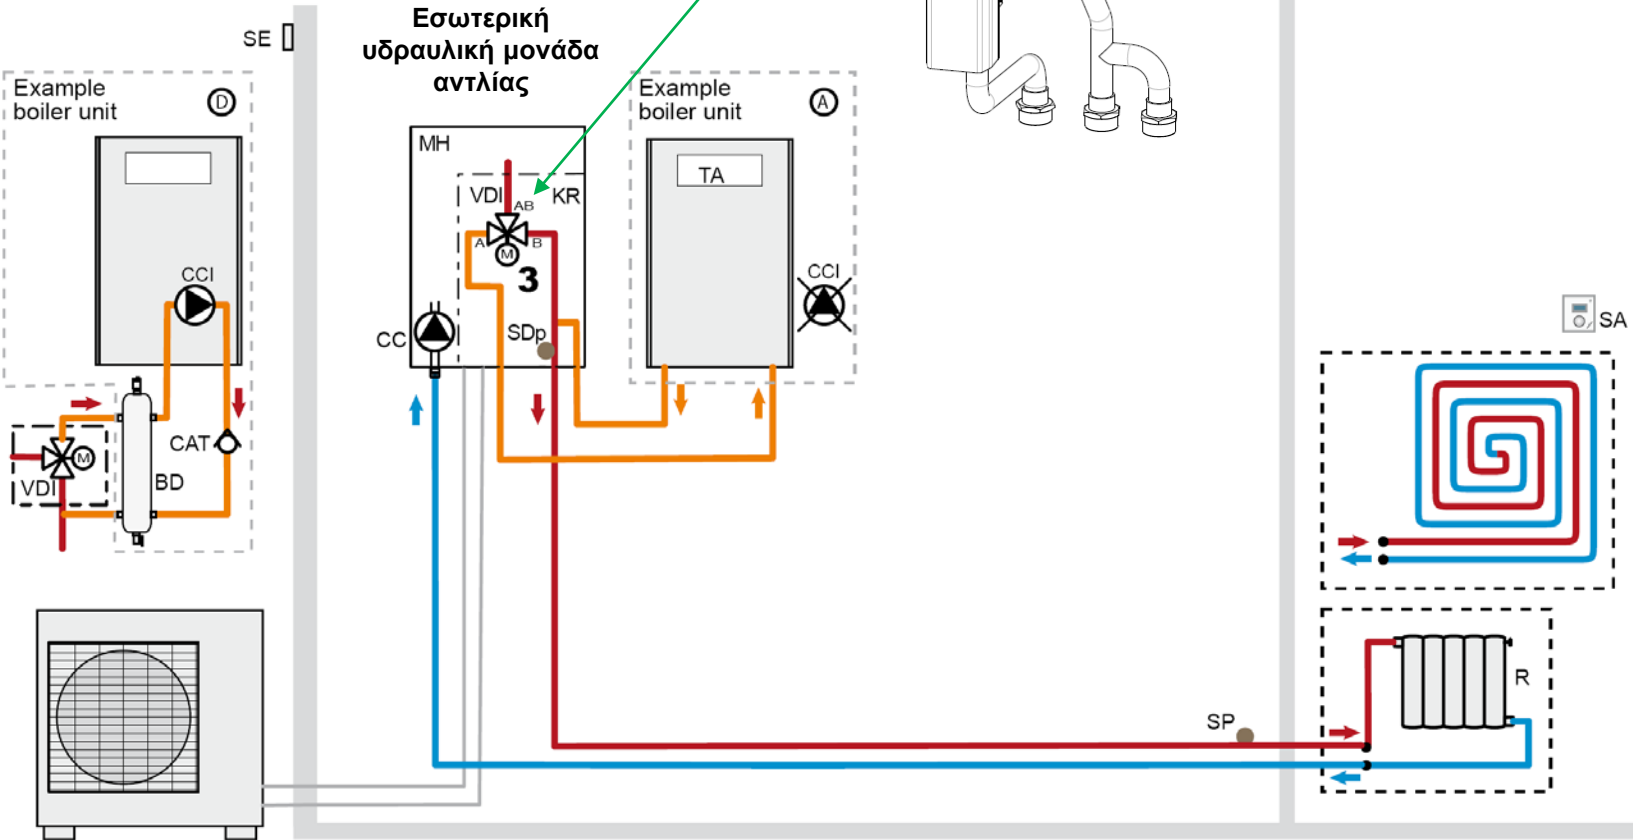 Εσωτερική
υδραυλική μονάδα
αντλίας
SE
Example
boiler unit
D
CCI
CAT
M
VDI
BD
MH
VDI
AB
KR
A
B
M
3
CC
SDp
Example
boiler unit
A
TA
CCI
SA
R
SP